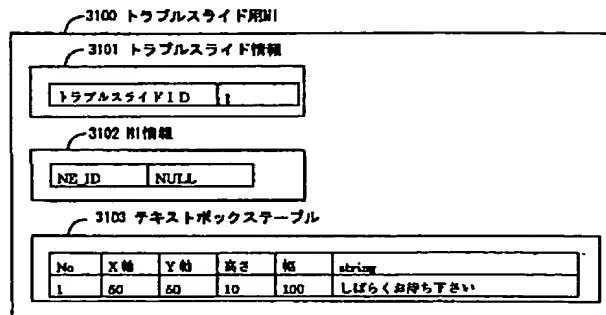 3100 トラブルスライド用NI
3101 トラブルスライド情報
トラブルスライドID 1
3102 NI情報
NE_ID NULL
3103 テキストボックステーブル
No X軸 Y軸 高さ 幅 string
1 50 50 10 100 しばらくお待ち下さい